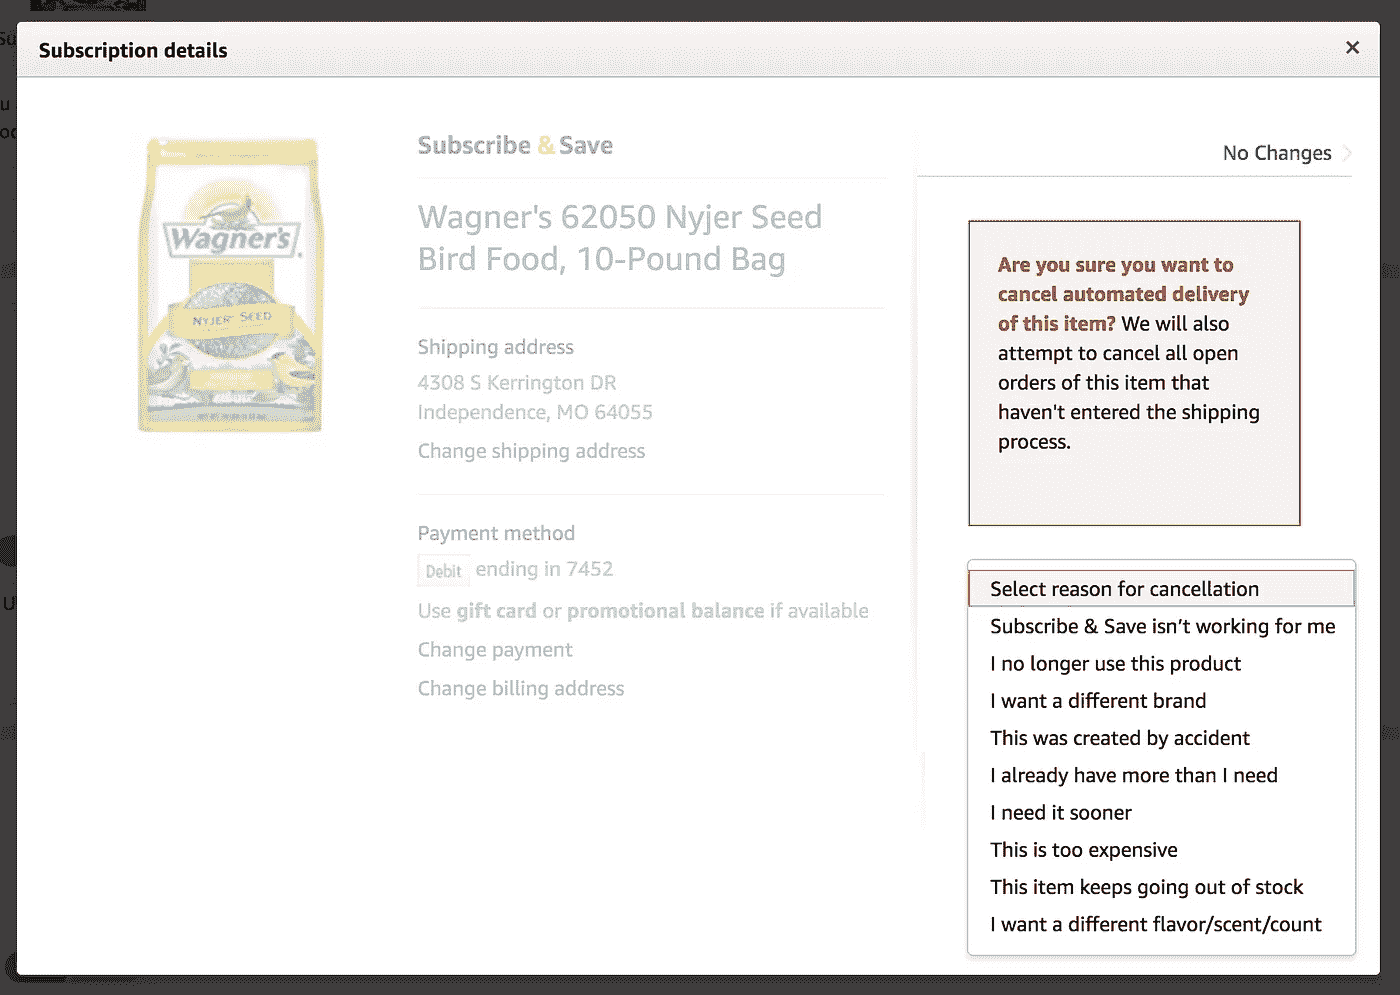 Subscription details
Subscribe & Save
Wagner's 62050 Nyjer Seed
Bird Food, 10-Pound Bag
Shipping address
4308 S Kerrington DR
Independence, MO 64055
Change shipping address
Payment method
Debit ending in 7452
Use gift card or promotional balance if available
Change payment
Change billing address
Wagner's
NYJER SEED
No Changes
Are you sure you want to
cancel automated delivery
of this item? We will also
attempt to cancel all open
orders of this item that
haven't entered the shipping
process.
Select reason for cancellation
Subscribe & Save isn’t working for me
I no longer use this product
I want a different brand
This was created by accident
I already have more than I need
I need it sooner
This is too expensive
This item keeps going out of stock
I want a different flavor/scent/count